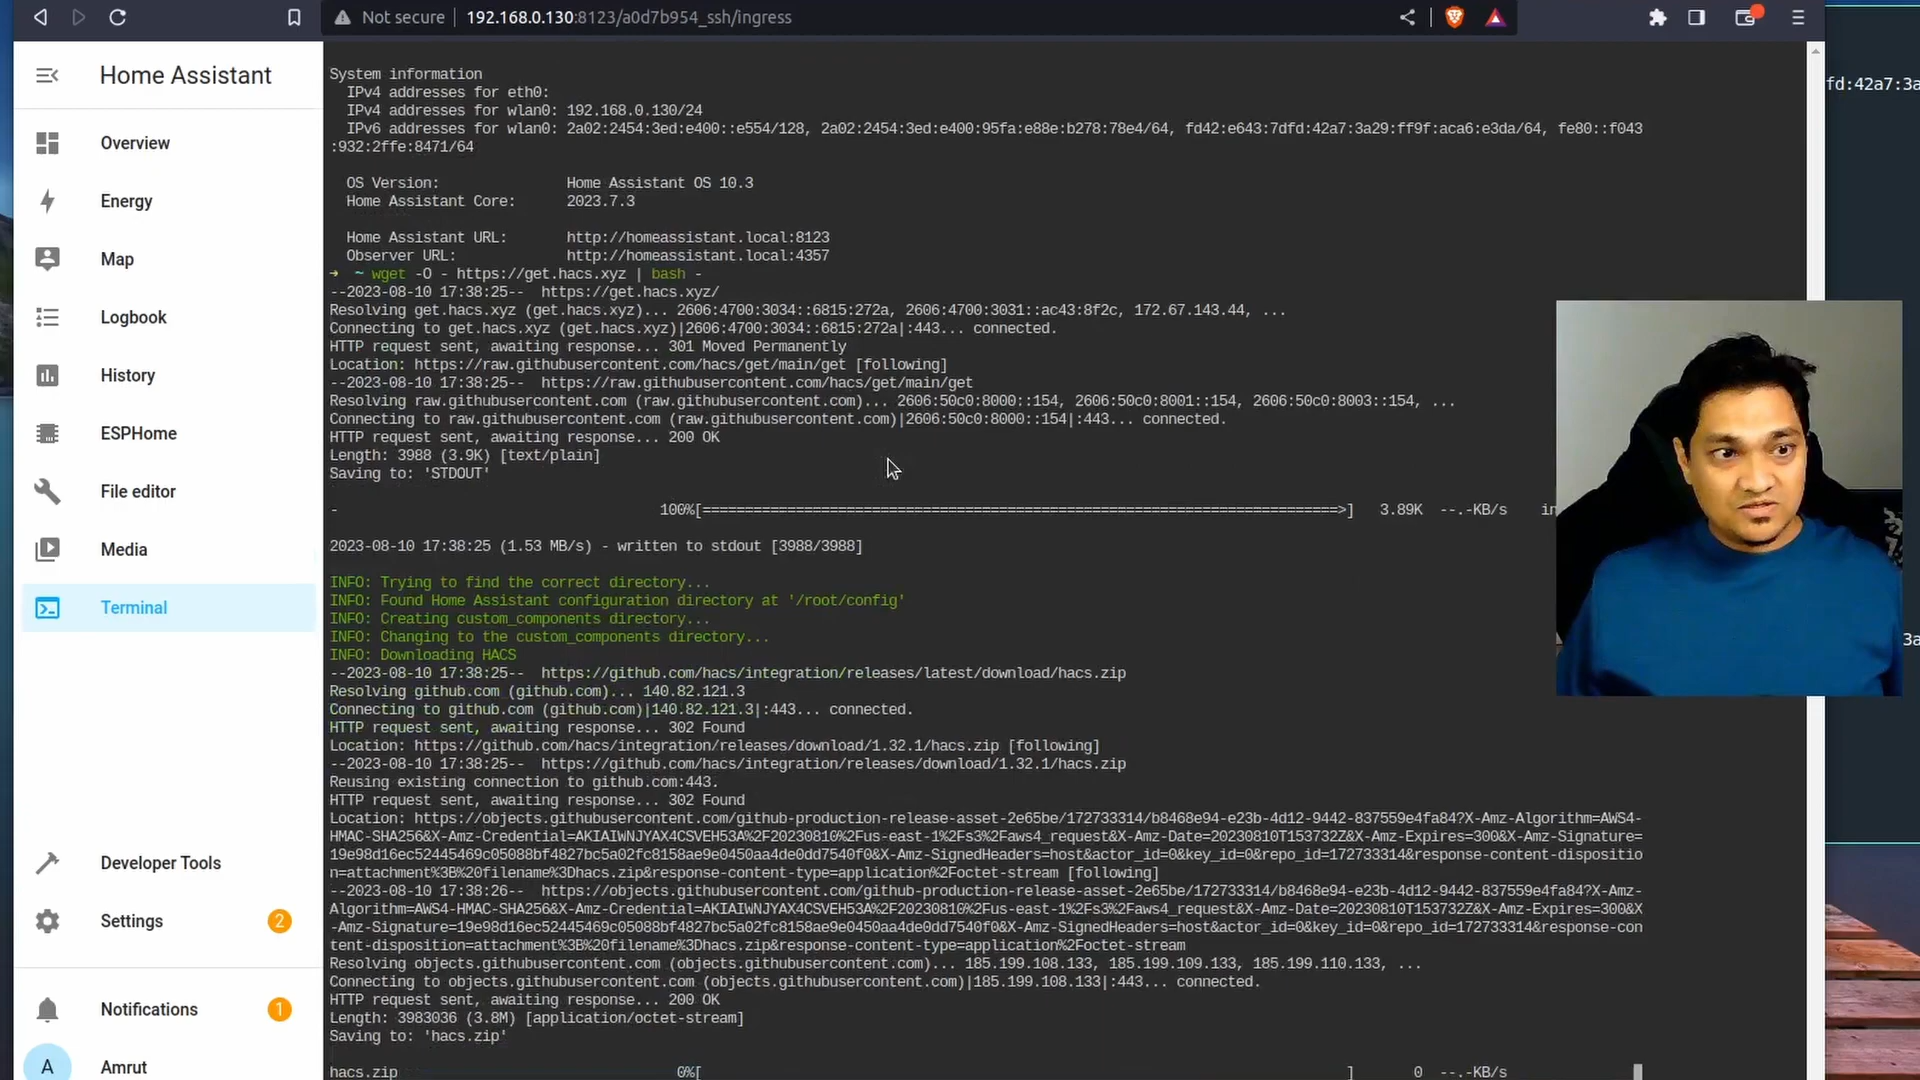 Not secure
192.168.0.130:8123/a0d7b954_ssh/ingress
Home Assistant
Overview
Energy
Map
Logbook
History
ESPHome
File editor
Media
Terminal
Developer Tools
Settings
2
Notifications
1
A
Amrut
System information
IPv4 addresses for eth0:
IPv4 addresses for wlan0: 192.168.0.130/24
IPv6 addresses for wlan0: 2a02:2454:3ed:e400::e554/128, 2a02:2454:3ed:e400:95fa:e88e:b278:78e4/64, fd42:e643:7dfd:42a7:3a29:ff9f:aca6:e3da/64, fe80::f043
:932:2ffe:8471/64
OS Version: Home Assistant OS 10.3
Home Assistant Core: 2023.7.3
Home Assistant URL: http://homeassistant.local:8123
Observer URL: http://homeassistant.local:4357
➜ ~ wget -O - https://get.hacs.xyz | bash -
--2023-08-10 17:38:25-- https://get.hacs.xyz/
Resolving get.hacs.xyz (get.hacs.xyz)... 2606:4700:3034::6815:272a, 2606:4700:3031::ac43:8f2c, 172.67.143.44, ...
Connecting to get.hacs.xyz (get.hacs.xyz)|2606:4700:3034::6815:272a|:443... connected.
HTTP request sent, awaiting response... 301 Moved Permanently
Location: https://raw.githubusercontent.com/hacs/get/main/get [following]
--2023-08-10 17:38:25-- https://raw.githubusercontent.com/hacs/get/main/get
Resolving raw.githubusercontent.com (raw.githubusercontent.com)... 2606:50c0:8000::154, 2606:50c0:8001::154, 2606:50c0:8003::154, ...
Connecting to raw.githubusercontent.com (raw.githubusercontent.com)|2606:50c0:8000::154|:443... connected.
HTTP request sent, awaiting response... 200 OK
Length: 3988 (3.9K) [text/plain]
Saving to: 'STDOUT'
- 100%[============================================================================>] 3.89K --.-KB/s in
2023-08-10 17:38:25 (1.53 MB/s) - written to stdout [3988/3988]
INFO: Trying to find the correct directory...
INFO: Found Home Assistant configuration directory at '/root/config'
INFO: Creating custom_components directory...
INFO: Changing to the custom_components directory...
INFO: Downloading HACS
--2023-08-10 17:38:25-- https://github.com/hacs/integration/releases/latest/download/hacs.zip
Resolving github.com (github.com)... 140.82.121.3
Connecting to github.com (github.com)|140.82.121.3|:443... connected.
HTTP request sent, awaiting response... 302 Found
Location: https://github.com/hacs/integration/releases/download/1.32.1/hacs.zip [following]
--2023-08-10 17:38:25-- https://github.com/hacs/integration/releases/download/1.32.1/hacs.zip
Reusing existing connection to github.com:443.
HTTP request sent, awaiting response... 302 Found
Location: https://objects.githubusercontent.com/github-production-release-asset-2e65be/172733314/b8468e94-e23b-4d12-9442-837559e4fa84?X-Amz-Algorithm=AWS4-
HMAC-SHA256&X-Amz-Credential=AKIAIWNJYAX4CSVEH53A%2F20230810%2Fus-east-1%2Fs3%2Faws4_request&X-Amz-Date=20230810T153732Z&X-Amz-Expires=300&X-Amz-Signature=
19e98d16ec52445469c05088bf4827bc5a02fc8158ae9e0450aa4de0dd7540f0&X-Amz-SignedHeaders=host&actor_id=0&key_id=0&repo_id=172733314&response-content-dispositio
n=attachment%3B%20filename%3Dhacs.zip&response-content-type=application%2Foctet-stream [following]
--2023-08-10 17:38:26-- https://objects.githubusercontent.com/github-production-release-asset-2e65be/172733314/b8468e94-e23b-4d12-9442-837559e4fa84?X-Amz-
Algorithm=AWS4-HMAC-SHA256&X-Amz-Credential=AKIAIWNJYAX4CSVEH53A%2F20230810%2Fus-east-1%2Fs3%2Faws4_request&X-Amz-Date=20230810T153732Z&X-Amz-Expires=300&X
-Amz-Signature=19e98d16ec52445469c05088bf4827bc5a02fc8158ae9e0450aa4de0dd7540f0&X-Amz-SignedHeaders=host&actor_id=0&key_id=0&repo_id=172733314&response-con
tent-disposition=attachment%3B%20filename%3Dhacs.zip&response-content-type=application%2Foctet-stream
Resolving objects.githubusercontent.com (objects.githubusercontent.com)... 185.199.108.133, 185.199.109.133, 185.199.110.133, ...
Connecting to objects.githubusercontent.com (objects.githubusercontent.com)|185.199.108.133|:443... connected.
HTTP request sent, awaiting response... 200 OK
Length: 3983036 (3.8M) [application/octet-stream]
Saving to: 'hacs.zip'
hacs.zip 0%[ ] 0 --.-KB/s
fd:42a7:3a
3a